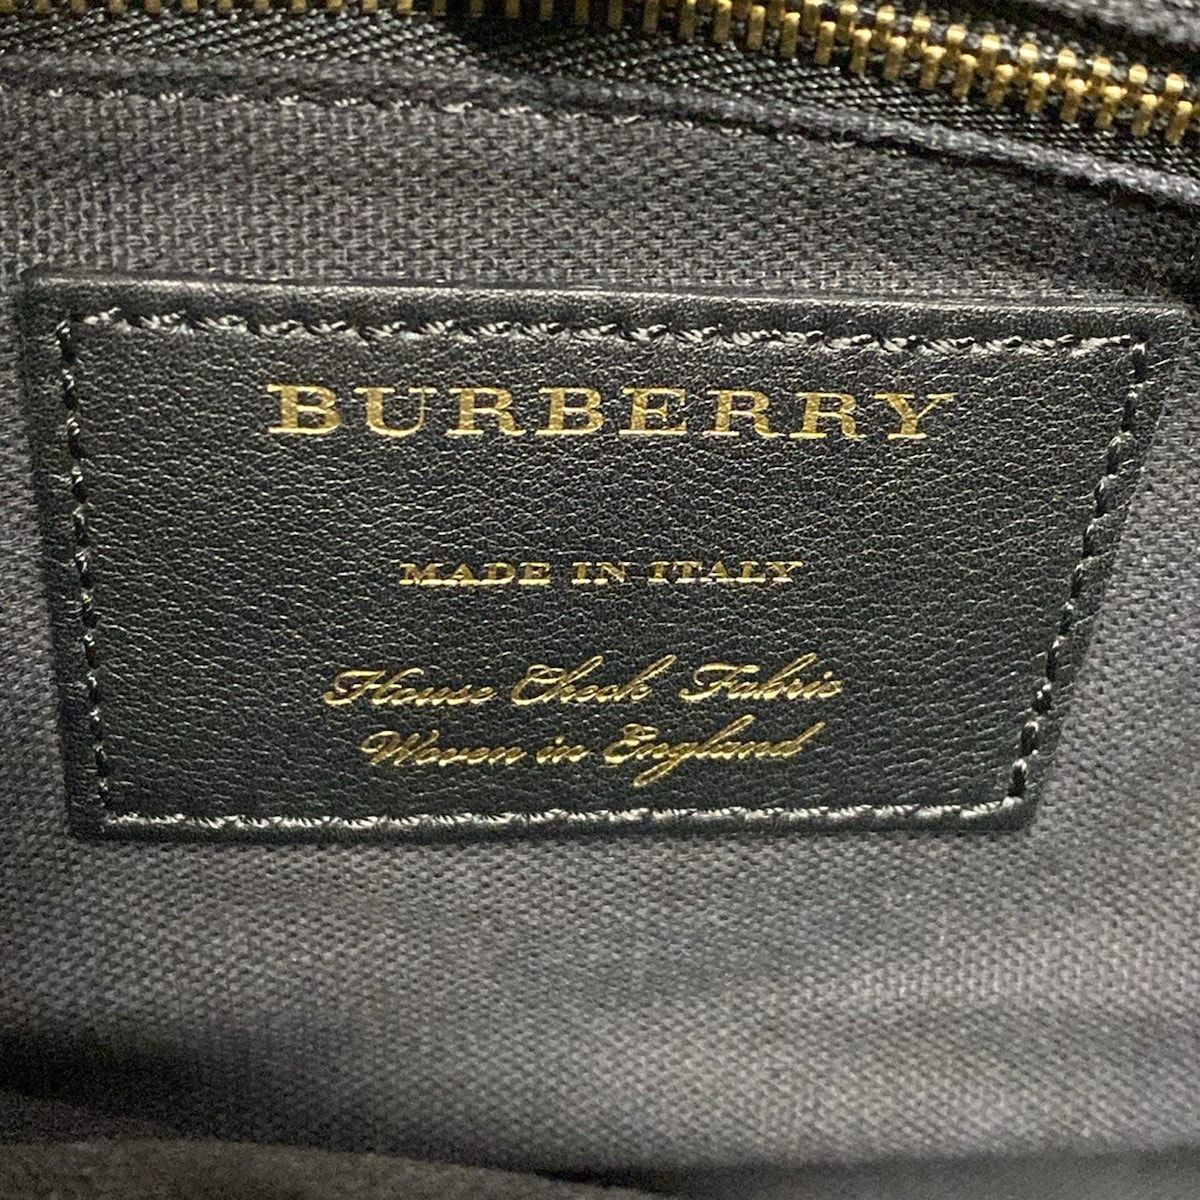 BURBERRY
MADE IN ITALY
House Check Fabric
Woven in England